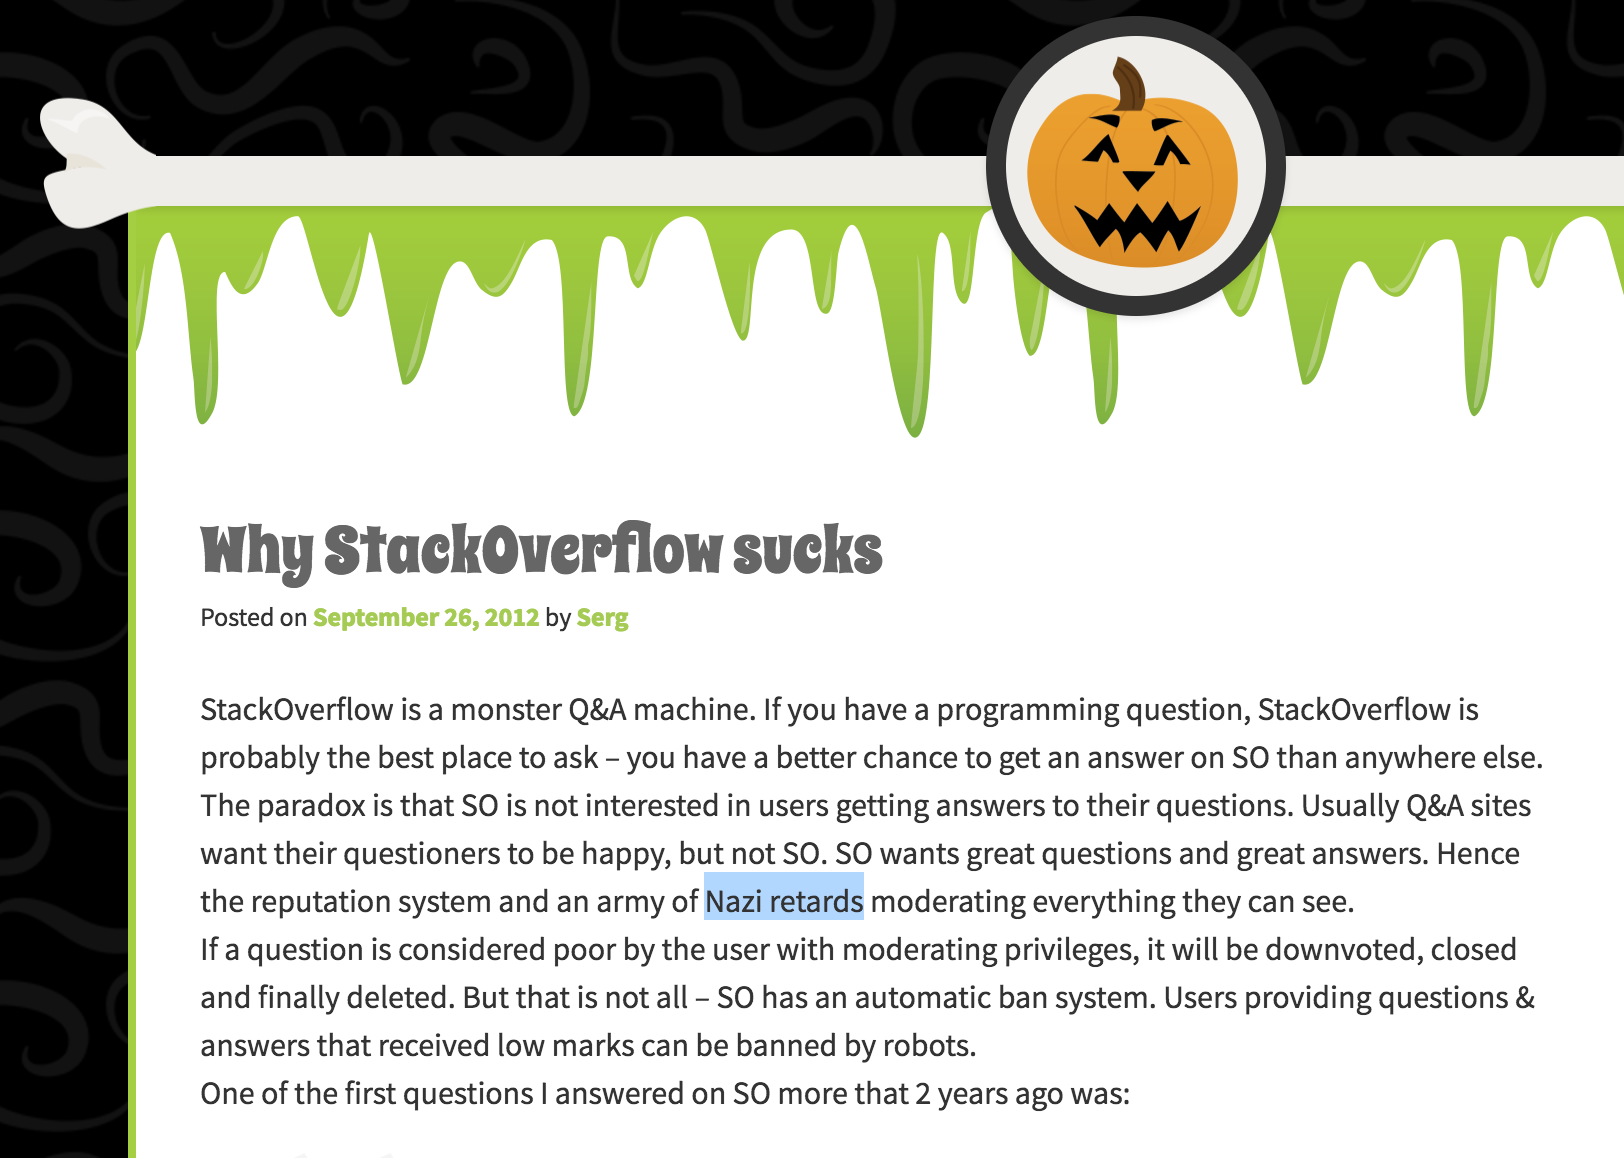 Why StackOverflow sucks
Posted on September 26, 2012 by Serg
StackOverflow is a monster Q&A machine. If you have a programming question, StackOverflow is
probably the best place to ask – you have a better chance to get an answer on SO than anywhere else.
The paradox is that SO is not interested in users getting answers to their questions. Usually Q&A sites
want their questioners to be happy, but not SO. SO wants great questions and great answers. Hence
the reputation system and an army of Nazi retards moderating everything they can see.
If a question is considered poor by the user with moderating privileges, it will be downvoted, closed
and finally deleted. But that is not all – SO has an automatic ban system. Users providing questions &
answers that received low marks can be banned by robots.
One of the first questions I answered on SO more that 2 years ago was: